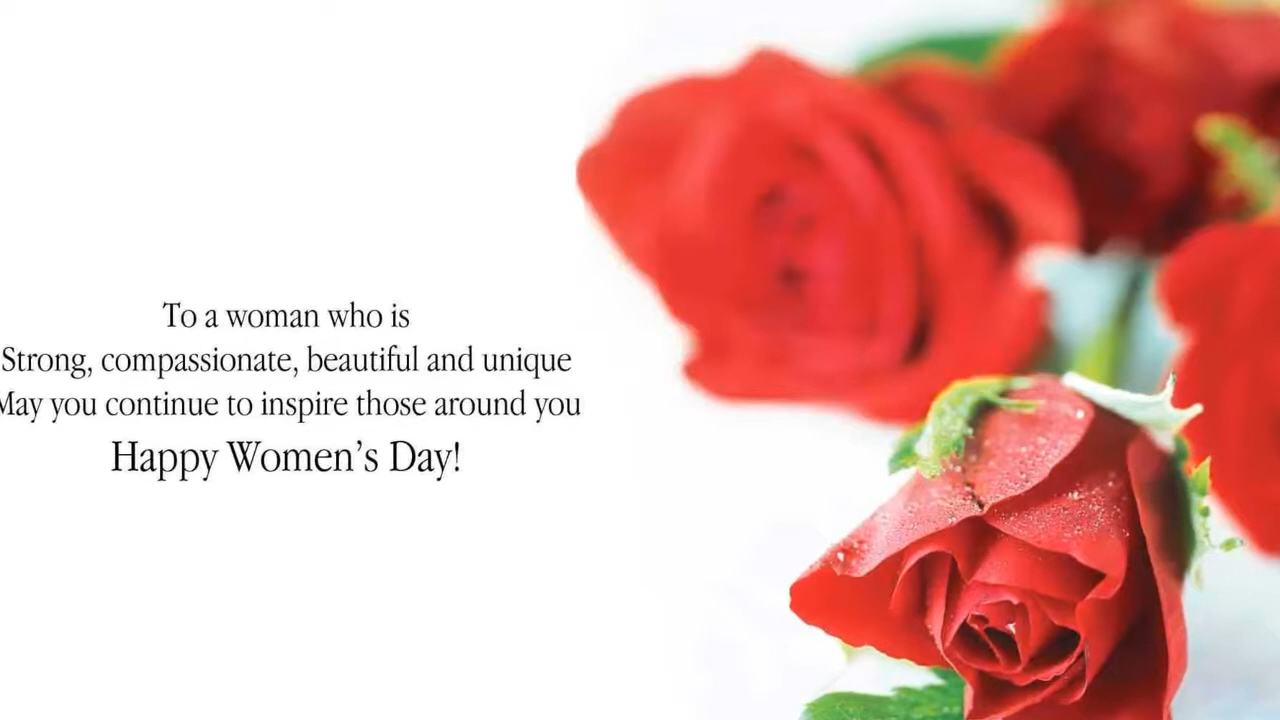 To a woman who is
Strong, compassionate, beautiful and unique
May you continue to inspire those around you
Happy Women's Day!